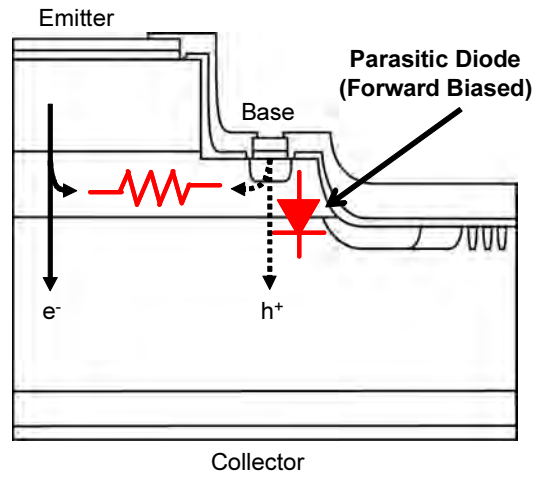 Emitter
Parasitic Diode
(Forward Biased)
Base
e⁻
h⁺
Collector